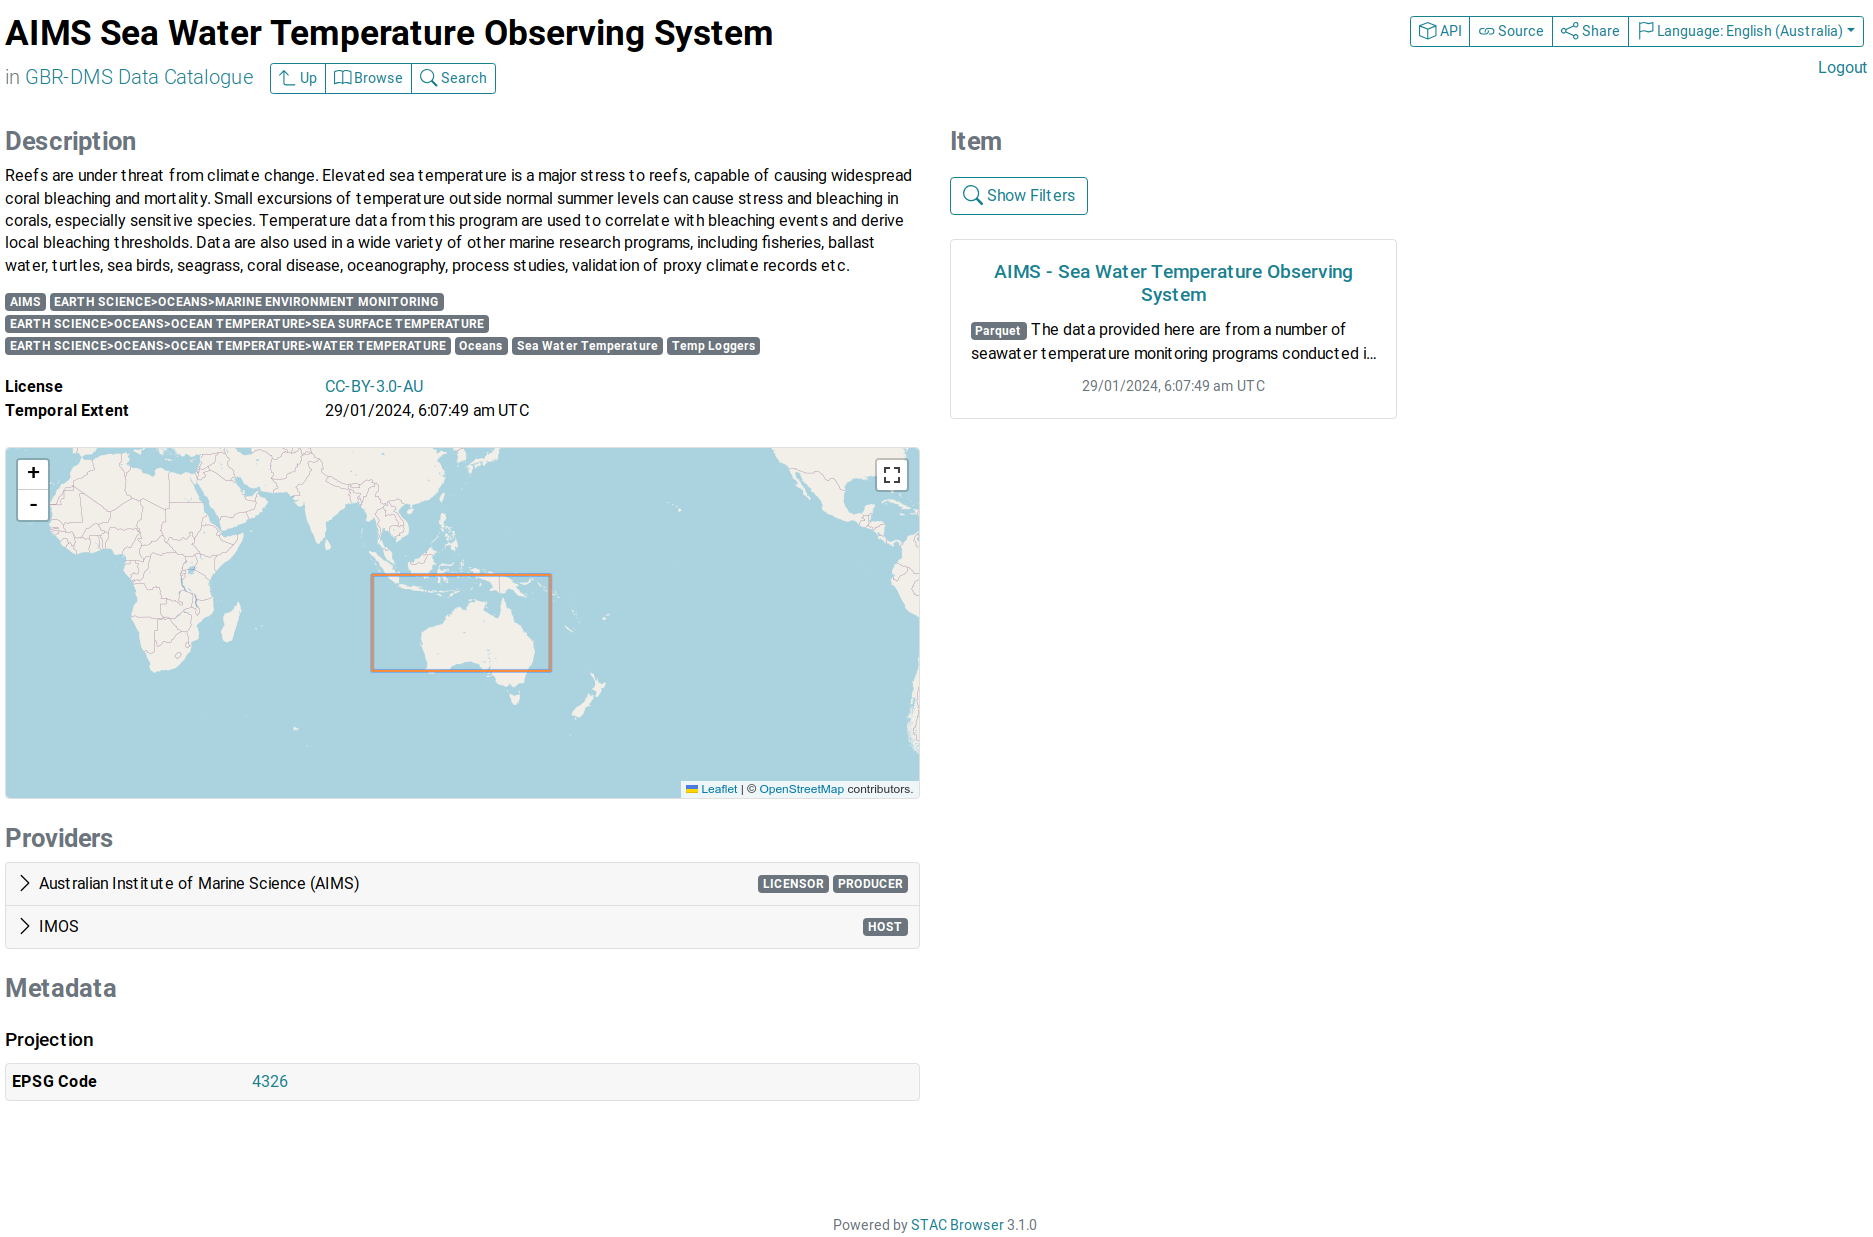 AIMS Sea Water Temperature Observing System
in GBR-DMS Data Catalogue Up Browse Search
API Source Share Language: English (Australia)
Logout
Description
Reefs are under threat from climate change. Elevated sea temperature is a major stress to reefs, capable of causing widespread
coral bleaching and mortality. Small excursions of temperature outside normal summer levels can cause stress and bleaching in
corals, especially sensitive species. Temperature data from this program are used to correlate with bleaching events and derive
local bleaching thresholds. Data are also used in a wide variety of other marine research programs, including fisheries, ballast
water, turtles, sea birds, seagrass, coral disease, oceanography, process studies, validation of proxy climate records etc.
AIMS EARTH SCIENCE>OCEANS>MARINE ENVIRONMENT MONITORING
EARTH SCIENCE>OCEANS>OCEAN TEMPERATURE>SEA SURFACE TEMPERATURE
EARTH SCIENCE>OCEANS>OCEAN TEMPERATURE>WATER TEMPERATURE Oceans Sea Water Temperature Temp Loggers
License CC-BY-3.0-AU
Temporal Extent 29/01/2024, 6:07:49 am UTC
+
-
Leaflet | © OpenStreetMap contributors.
Providers
Australian Institute of Marine Science (AIMS) LICENSOR PRODUCER
IMOS HOST
Metadata
Projection
EPSG Code 4326
Item
Show Filters
AIMS - Sea Water Temperature Observing
System
Parquet The data provided here are from a number of
seawater temperature monitoring programs conducted i...
29/01/2024, 6:07:49 am UTC
Powered by STAC Browser 3.1.0